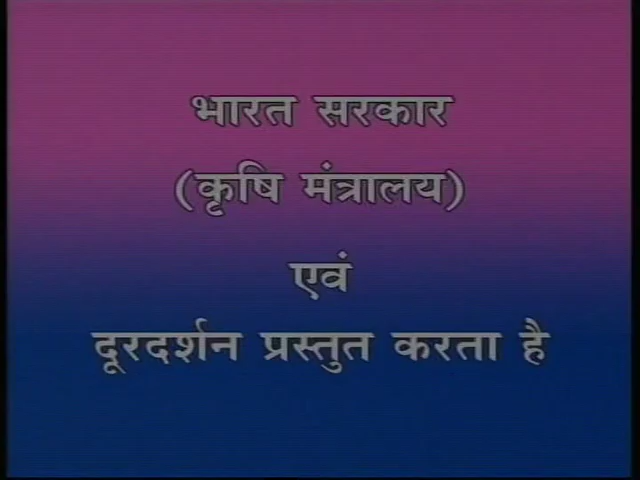 भारत सरकार
(कृषि मंत्रालय)
एवं
दूरदर्शन प्रस्तुत करता है